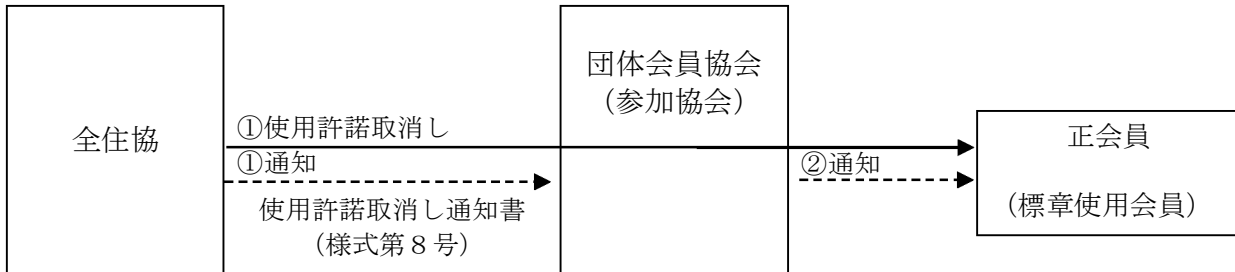 全住協
①使用許諾取消し
①通知
使用許諾取消し通知書
（様式第８号）
団体会員協会
（参加協会）
②通知
正会員
（標章使用会員）